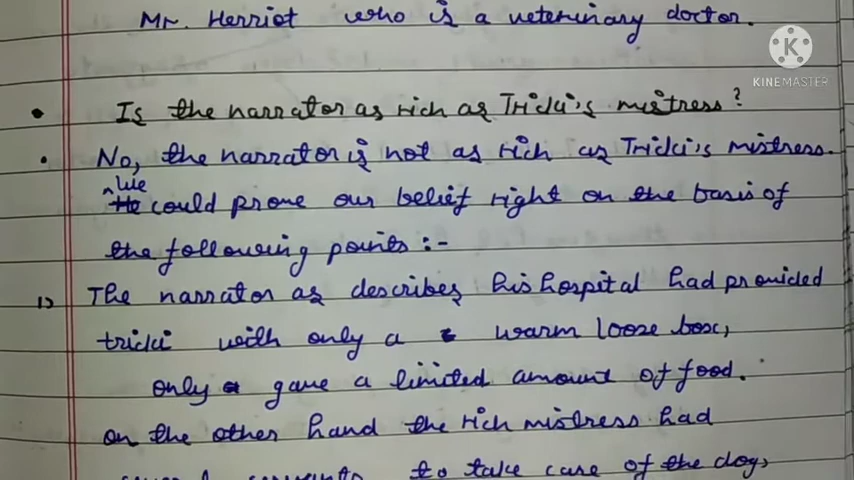 Mr. Herriot who is a veterinary doctor.
K
KINEMASTER
• Is the narrator as rich as Tricki's mistress?
• No, the narrator is not as rich as Tricki's mistress.
We
could prove our belief right on the basis of
the following points :-
1) The narrator as describes his hospital had provided
tricki with only a warm loose box,
only gave a limited amount of food.
on the other hand the rich mistress had
to take care of the dog,